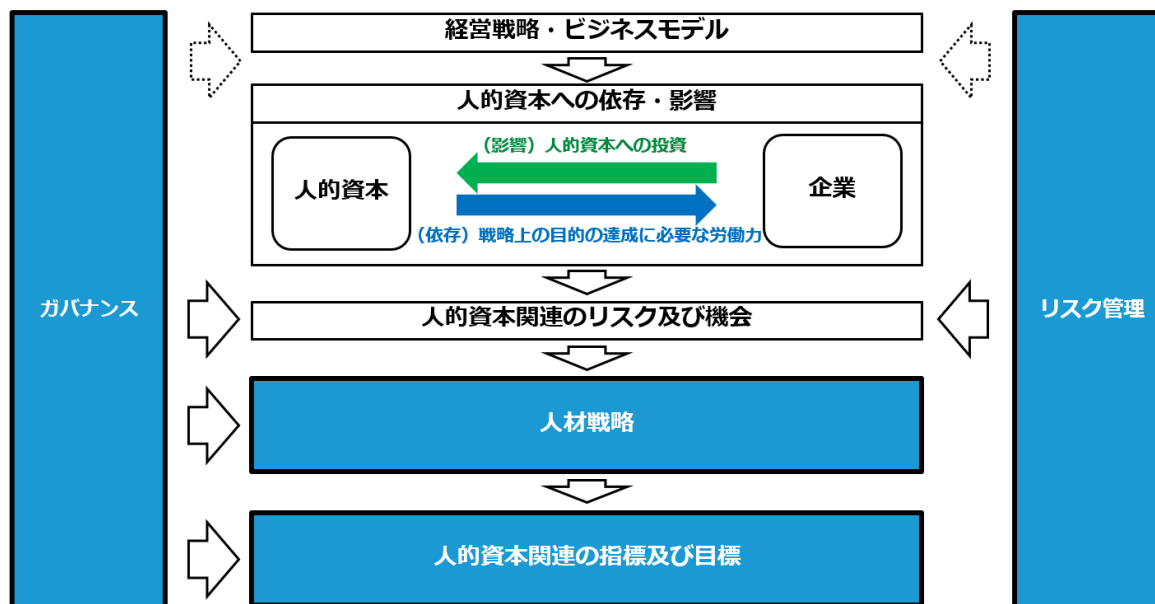 経営戦略・ビジネスモデル
人的資本への依存・影響
(影響)人的資本への投資
人的資本
企業
(依存)戦略上の目的の達成に必要な労働力
ガバナンス
人的資本関連のリスク及び機会
リスク管理
人材戦略
人的資本関連の指標及び目標